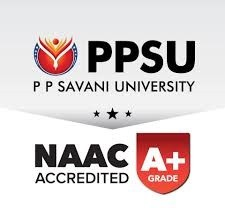 PPSU
P P SAVANI UNIVERSITY
NAAC A+
ACCREDITED GRADE